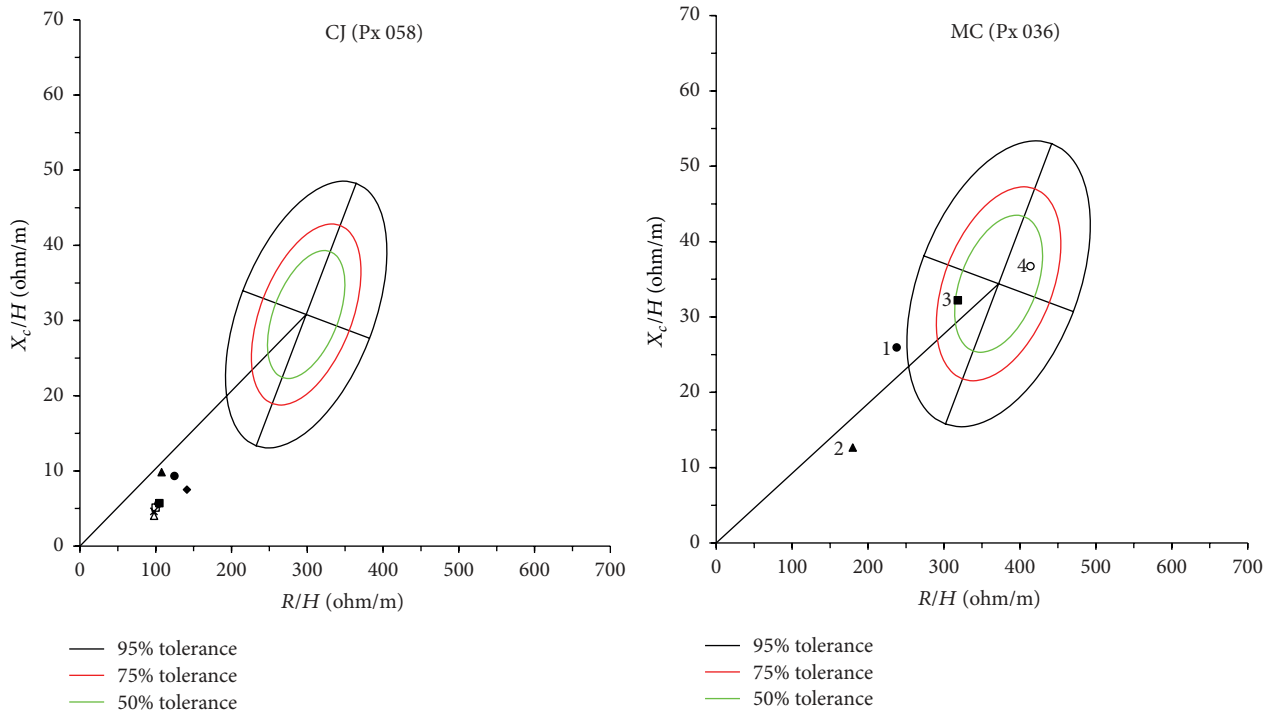 CJ (Px 058)
70
60
50
40
30
20
10
0
X_c/H (ohm/m)
0 100 200 300 400 500 600 700
R/H (ohm/m)
95% tolerance
75% tolerance
50% tolerance
MC (Px 036)
70
60
50
40
30
20
10
0
X_c/H (ohm/m)
4
3
1
2
0 100 200 300 400 500 600 700
R/H (ohm/m)
95% tolerance
75% tolerance
50% tolerance